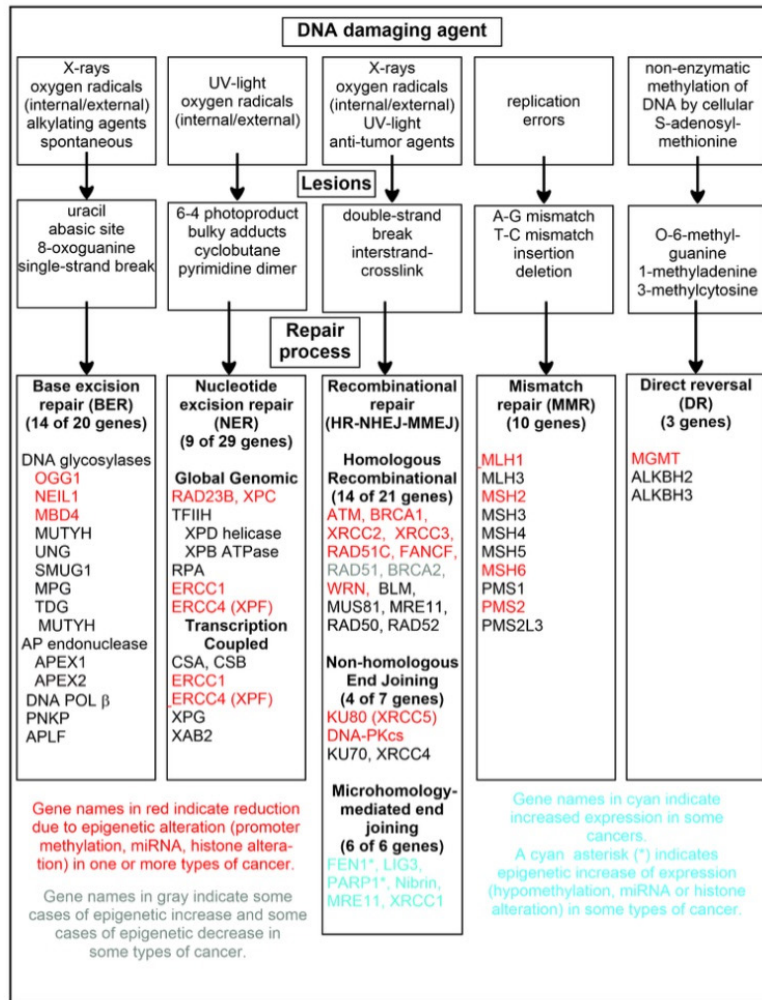 DNA damaging agent
X-rays
oxygen radicals
(internal/external)
alkylating agents
spontaneous
UV-light
oxygen radicals
(internal/external)
X-rays
oxygen radicals
(internal/external)
UV-light
anti-tumor agents
replication
errors
non-enzymatic
methylation of
DNA by cellular
S-adenosyl-
methionine
Lesions
uracil
abasic site
8-oxoguanine
single-strand break
6-4 photoproduct
bulky adducts
cyclobutane
pyrimidine dimer
double-strand
break
interstrand-
crosslink
A-G mismatch
T-C mismatch
insertion
deletion
O-6-methyl-
guanine
1-methyladenine
3-methylcytosine
Repair
process
Base excision
repair (BER)
(14 of 20 genes)
DNA glycosylases
OGG1
NEIL1
MBD4
MUTYH
UNG
SMUG1
MPG
TDG
MUTYH
AP endonuclease
APEX1
APEX2
DNA POL β
PNKP
APLF
Nucleotide
excision repair
(NER)
(9 of 29 genes)
Global Genomic
RAD23B, XPC
TFIIH
XPD helicase
XPB ATPase
RPA
ERCC1
ERCC4 (XPF)
Transcription
Coupled
CSA, CSB
ERCC1
ERCC4 (XPF)
XPG
XAB2
Recombinational
repair
(HR-NHEJ-MMEJ)
Homologous
Recombinational
(14 of 21 genes)
ATM, BRCA1,
XRCC2, XRCC3,
RAD51C, FANCF,
RAD51, BRCA2,
WRN, BLM,
MUS81, MRE11,
RAD50, RAD52
Non-homologous
End Joining
(4 of 7 genes)
KU80 (XRCC5)
DNA-PKcs
KU70, XRCC4
Microhomology-
mediated end
joining
(6 of 6 genes)
FEN1*, LIG3,
PARP1*, Nibrin,
MRE11, XRCC1
Mismatch
repair (MMR)
(10 genes)
MLH1
MLH3
MSH2
MSH3
MSH4
MSH5
MSH6
PMS1
PMS2
PMS2L3
Direct reversal
(DR)
(3 genes)
MGMT
ALKBH2
ALKBH3
Gene names in red indicate reduction
due to epigenetic alteration (promoter
methylation, miRNA, histone altera-
tion) in one or more types of cancer.
Gene names in gray indicate some
cases of epigenetic increase and some
cases of epigenetic decrease in
some types of cancer.
Gene names in cyan indicate
increased expression in some
cancers.
A cyan asterisk (*) indicates
epigenetic increase of expression
(hypomethylation, miRNA or histone
alteration) in some types of cancer.